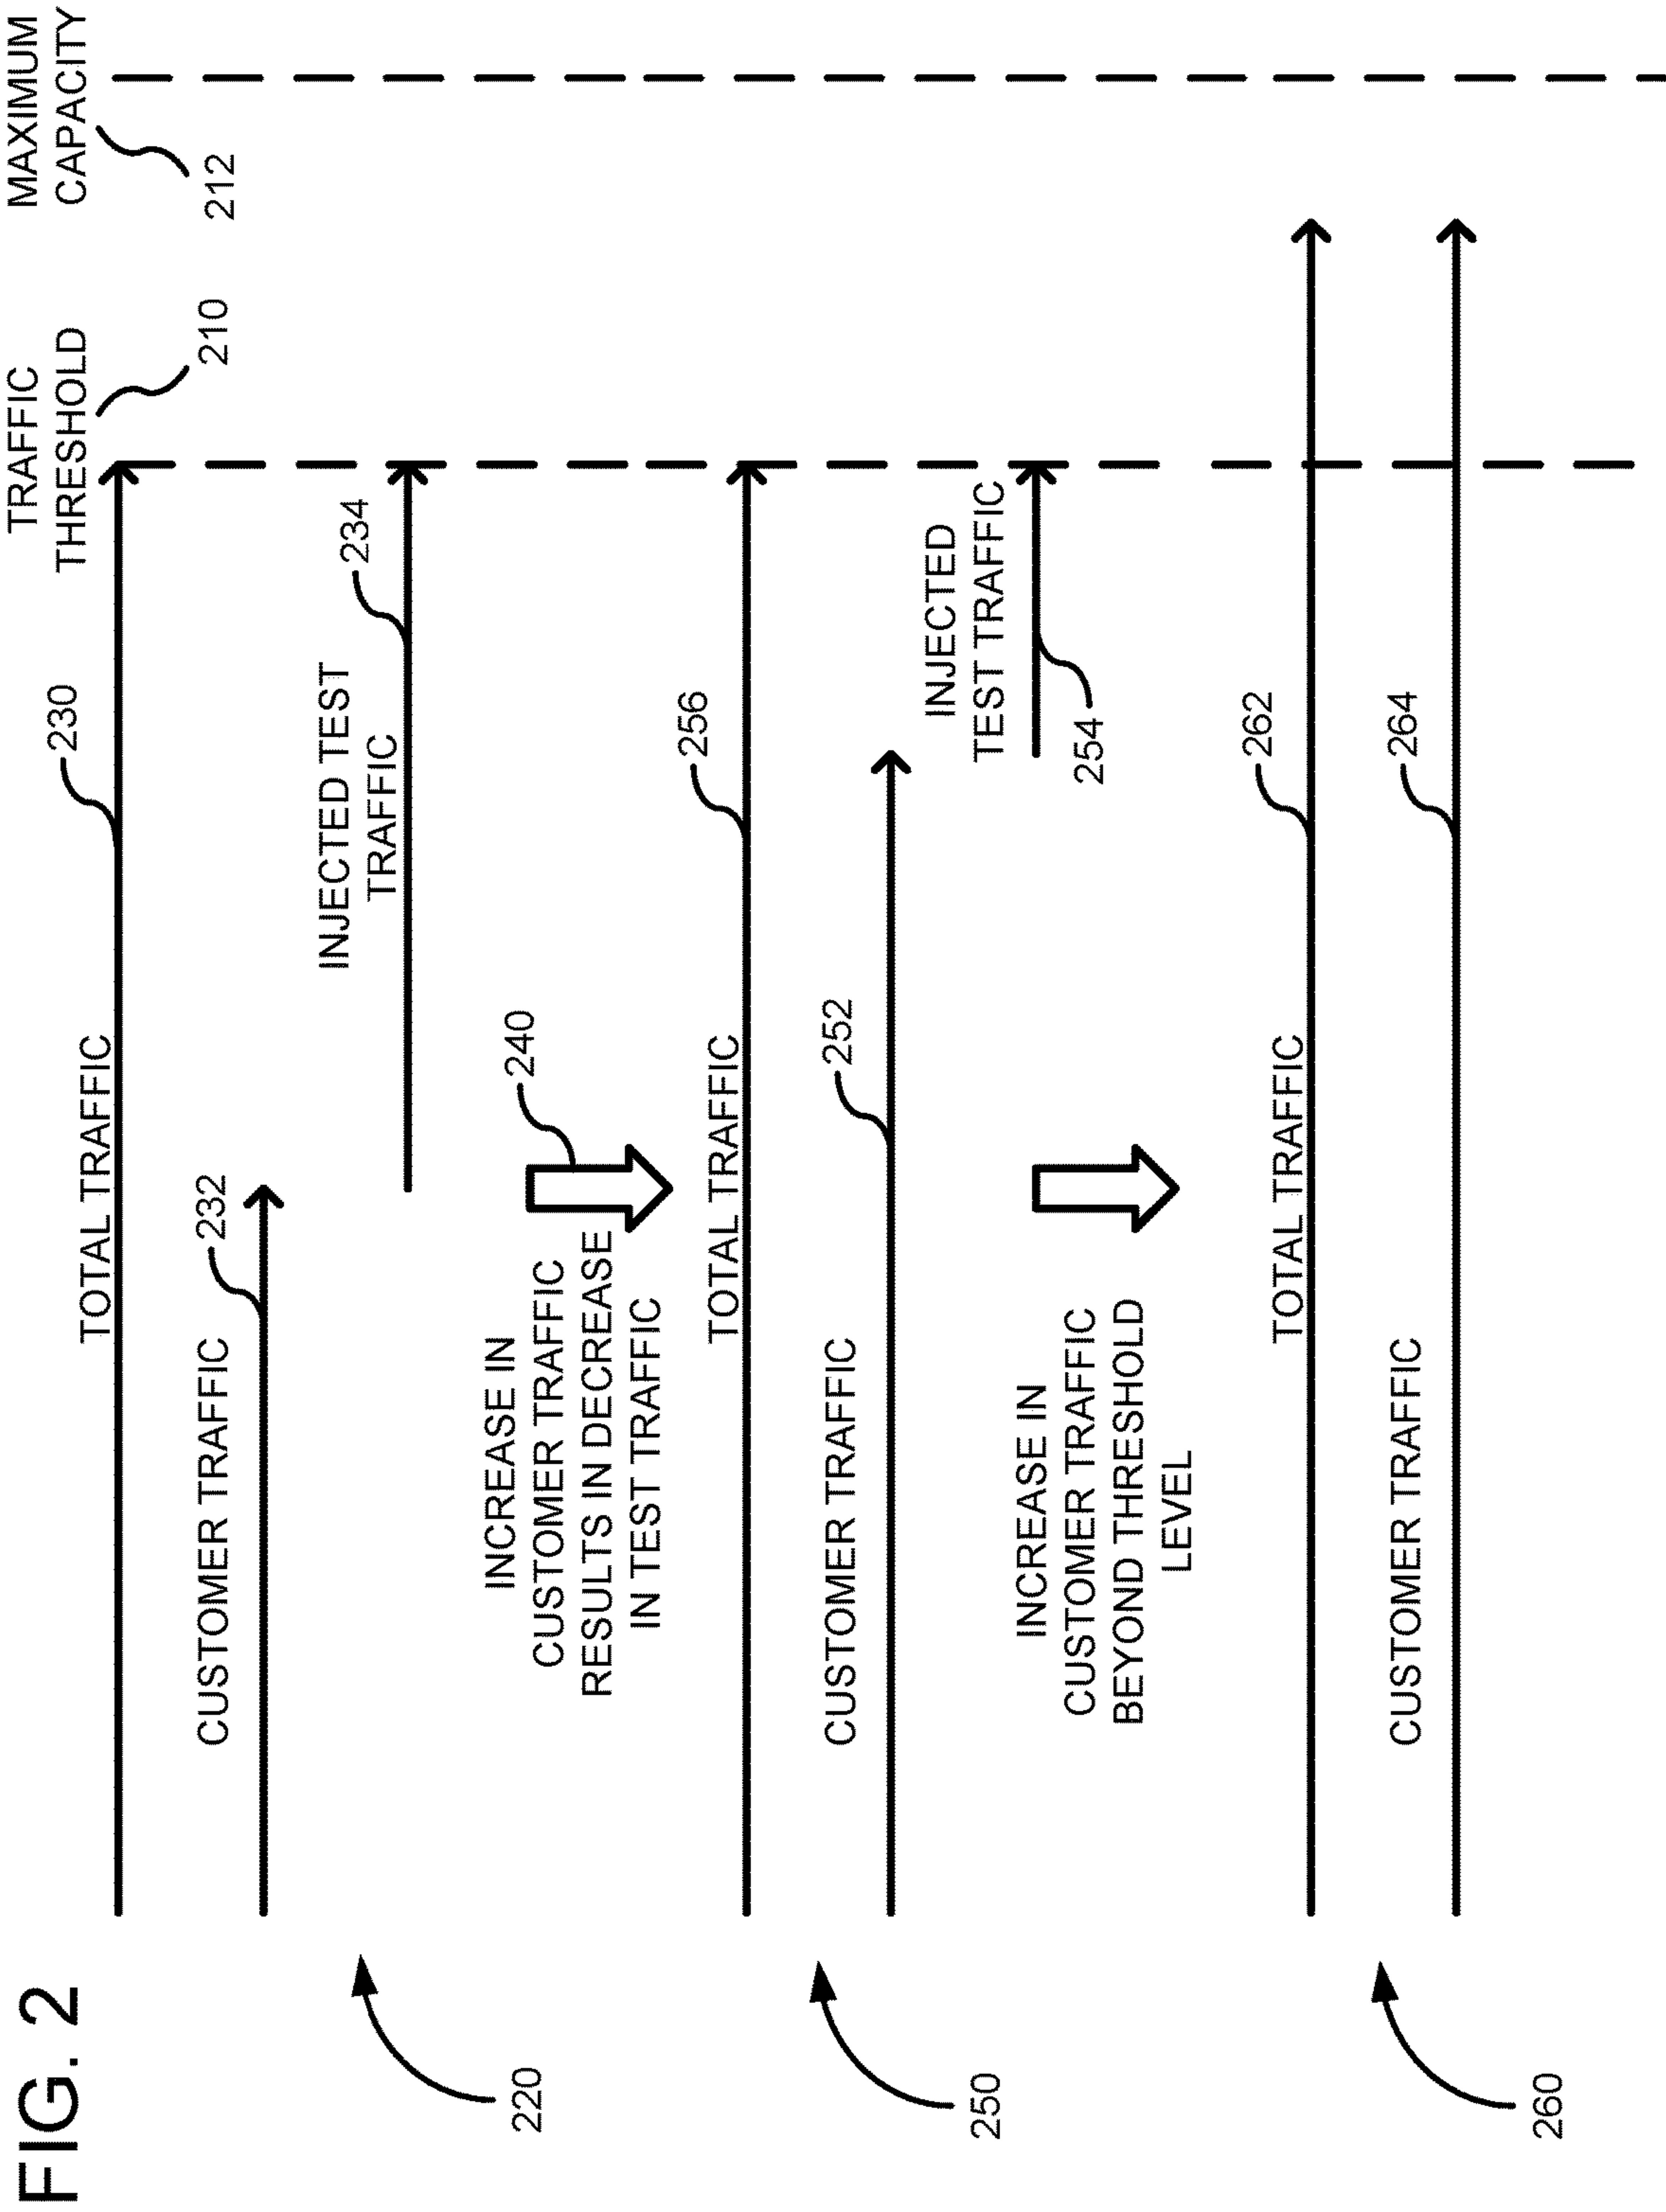 FIG. 2
TRAFFIC
THRESHOLD
210
MAXIMUM
CAPACITY
212
TOTAL TRAFFIC
230
CUSTOMER TRAFFIC
232
INJECTED TEST
TRAFFIC
234
220
INCREASE IN
CUSTOMER TRAFFIC
RESULTS IN DECREASE
IN TEST TRAFFIC
240
TOTAL TRAFFIC
256
CUSTOMER TRAFFIC
252
INJECTED
TEST TRAFFIC
254
250
INCREASE IN
CUSTOMER TRAFFIC
BEYOND THRESHOLD
LEVEL
TOTAL TRAFFIC
262
CUSTOMER TRAFFIC
264
260